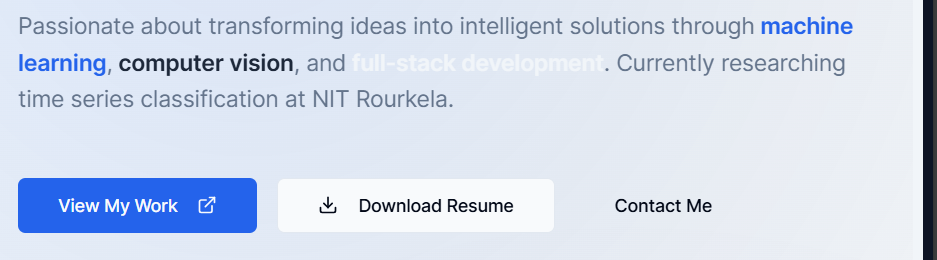 Passionate about transforming ideas into intelligent solutions through machine
learning, computer vision, and full-stack development. Currently researching
time series classification at NIT Rourkela.
View My Work
Download Resume
Contact Me